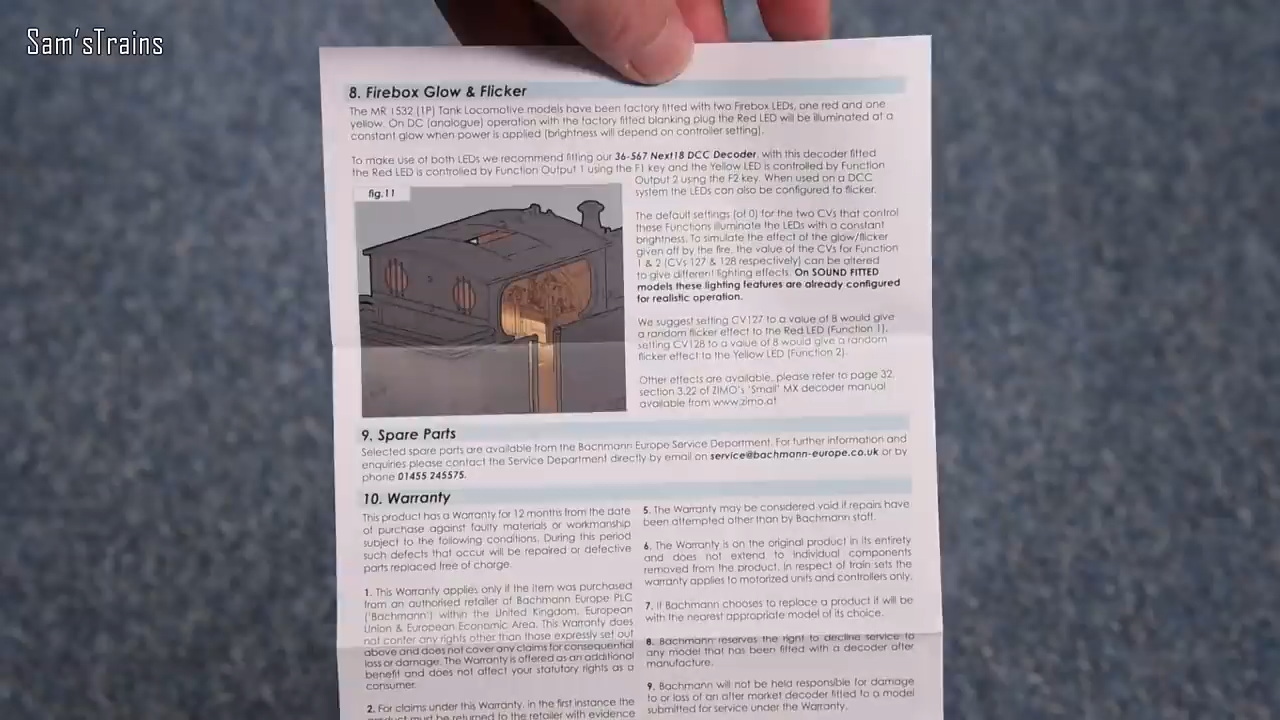 Sam'sTrains
8. Firebox Glow & Flicker
The MR 1532 (1P) Tank Locomotive models have been factory fitted with two Firebox LEDs, one red and one
yellow. On DC (analogue) operation with the factory fitted blanking plug the Red LED will be illuminated at a
constant glow when power is applied (brightness will depend on controller setting).
To make use of both LEDs we recommend fitting our 36-567 Next18 DCC Decoder, with this decoder fitted
the Red LED is controlled by Function Output 1 using the F1 key and the Yellow LED is controlled by Function
Output 2 using the F2 key. When used on a DCC
system the LEDs can also be configured to flicker.
fig.11
The default settings (of 0) for the two CVs that control
these Functions illuminate the LEDs with a constant
brightness. To simulate the effect of the glow/flicker
given off by the fire, the value of the CVs for Function
1 & 2 (CVs 127 & 128 respectively) can be altered
to give different lighting effects. On SOUND FITTED
models these lighting features are already configured
for realistic operation.
We suggest setting CV127 to a value of 8 would give
a random flicker effect to the Red LED (Function 1),
setting CV128 to a value of 8 would give a random
flicker effect to the Yellow LED (Function 2).
Other effects are available, please refer to page 32,
section 3.22 of ZIMO's 'Small' MX decoder manual
available from www.zimo.at
9. Spare Parts
Selected spare parts are available from the Bachmann Europe Service Department. For further information and
enquiries please contact the Service Department directly by email on service@bachmann-europe.co.uk or by
phone 01455 245575.
10. Warranty
This product has a Warranty for 12 months from the date
of purchase against faulty materials or workmanship
subject to the following conditions. During this period
such defects that occur will be repaired or defective
parts replaced free of charge.
1. This Warranty applies only if the item was purchased
from an authorised retailer of Bachmann Europe PLC
('Bachmann') within the United Kingdom, European
Union & European Economic Area. This Warranty does
not confer any rights other than those expressly set out
above and does not cover any claims for consequential
loss or damage. The Warranty is offered as an additional
benefit and does not affect your statutory rights as a
consumer.
2. For claims under this Warranty, in the first instance the
product must be returned to the retailer with evidence
5. The Warranty may be considered void if repairs have
been attempted other than by Bachmann staff.
6. The Warranty is on the original product in its entirety
and does not extend to individual components
removed from the product. In respect of train sets the
warranty applies to motorized units and controllers only.
7. If Bachmann chooses to replace a product it will be
with the nearest appropriate model of its choice.
8. Bachmann reserves the right to decline service to
any model that has been fitted with a decoder after
manufacture.
9. Bachmann will not be held responsible for damage
to or loss of an after market decoder fitted to a model
submitted for service under the Warranty.